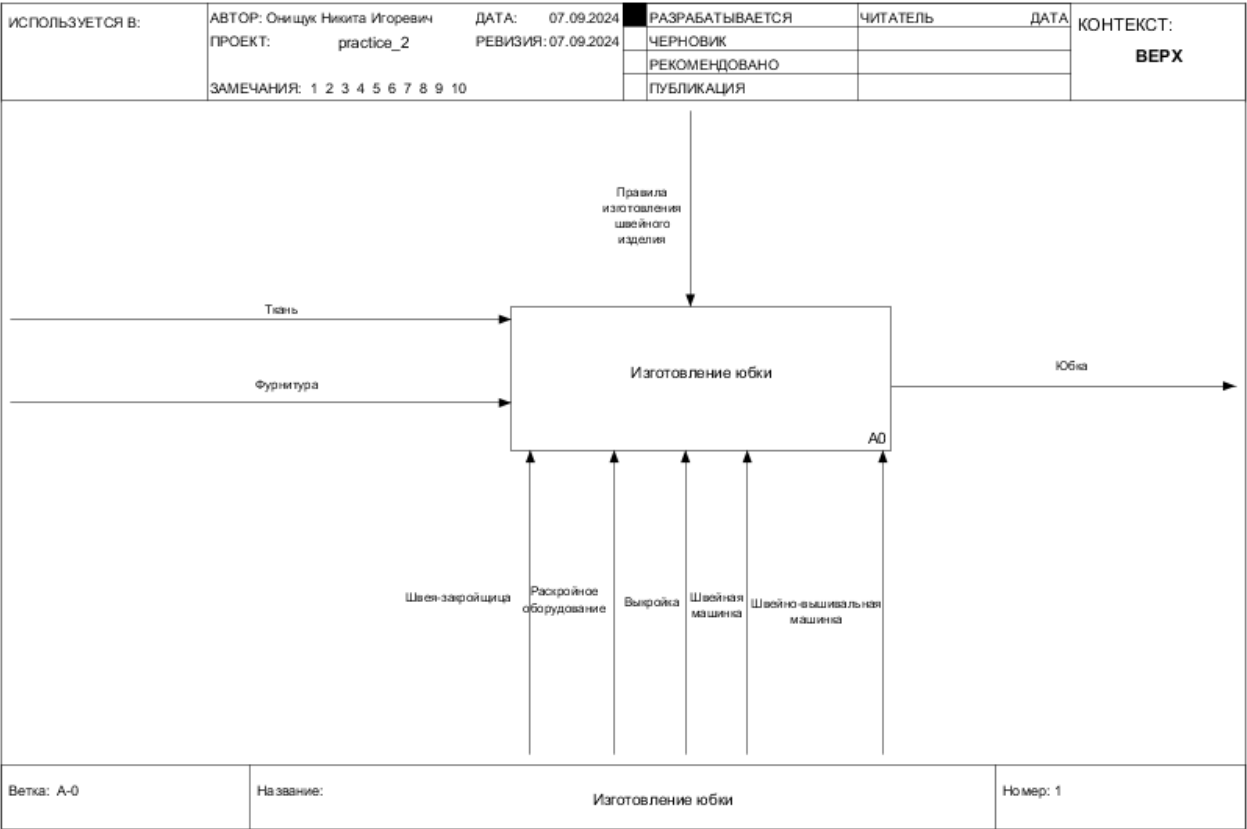 ИСПОЛЬЗУЕТСЯ В:
АВТОР: Онищук Никита Игоревич
ДАТА: 07.09.2024
ПРОЕКТ: practice_2
РЕВИЗИЯ: 07.09.2024
ЗАМЕЧАНИЯ: 1 2 3 4 5 6 7 8 9 10
РАЗРАБАТЫВАЕТСЯ
ЧЕРНОВИК
РЕКОМЕНДОВАНО
ПУБЛИКАЦИЯ
ЧИТАТЕЛЬ
ДАТА
КОНТЕКСТ:
ВЕРХ
Правила
изготовления
швейного
изделия
Ткань
Фурнитура
Изготовление юбки
A0
Юбка
Швея-закройщица
Раскройное
оборудование
Выкройка
Швейная
машинка
Швейно-вышивальная
машинка
Ветка: A-0
Название:
Изготовление юбки
Номер: 1